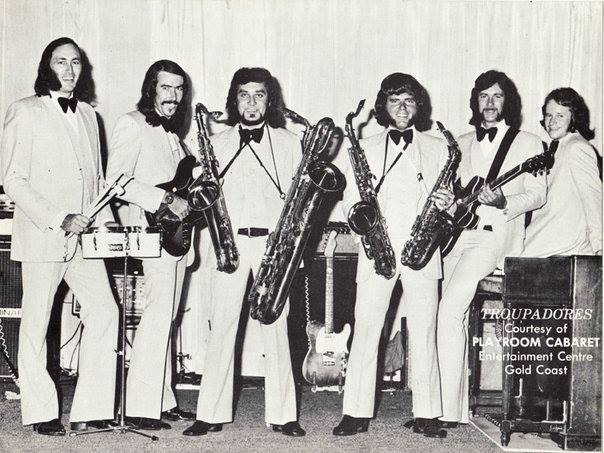 TROUPADORES
Courtesy of
PLAYROOM CABARET
Entertainment Centre
Gold Coast